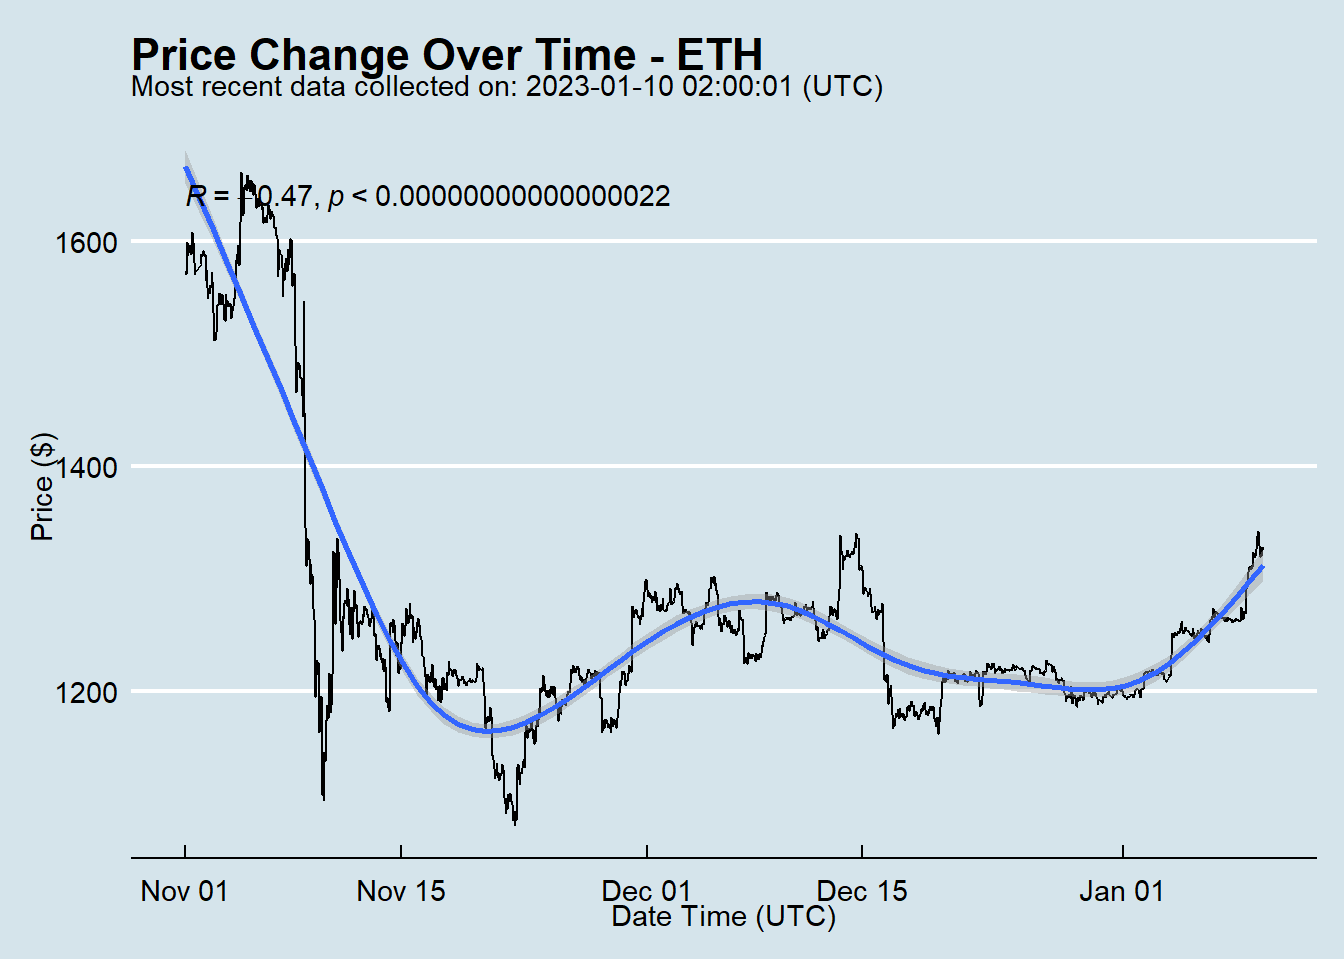 Price Change Over Time - ETH
Most recent data collected on: 2023-01-10 02:00:01 (UTC)
R = −0.47, p < 0.00000000000000022
1600
1400
1200
Price ($)
Nov 01 Nov 15 Dec 01 Dec 15 Jan 01
Date Time (UTC)